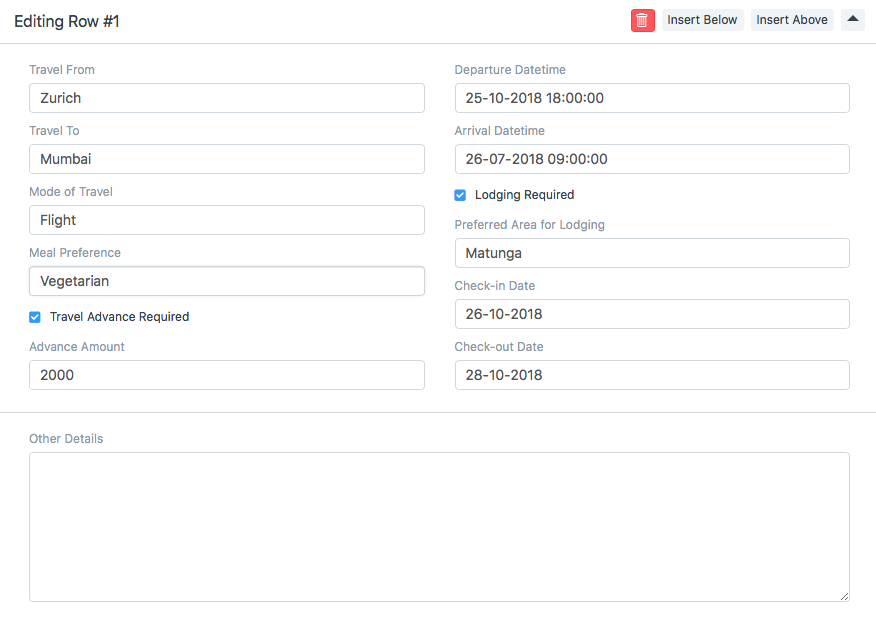 Editing Row #1
Insert Below
Insert Above
Travel From
Zurich
Travel To
Mumbai
Mode of Travel
Flight
Meal Preference
Vegetarian
Travel Advance Required
Advance Amount
2000
Departure Datetime
25-10-2018 18:00:00
Arrival Datetime
26-07-2018 09:00:00
Lodging Required
Preferred Area for Lodging
Matunga
Check-in Date
26-10-2018
Check-out Date
28-10-2018
Other Details